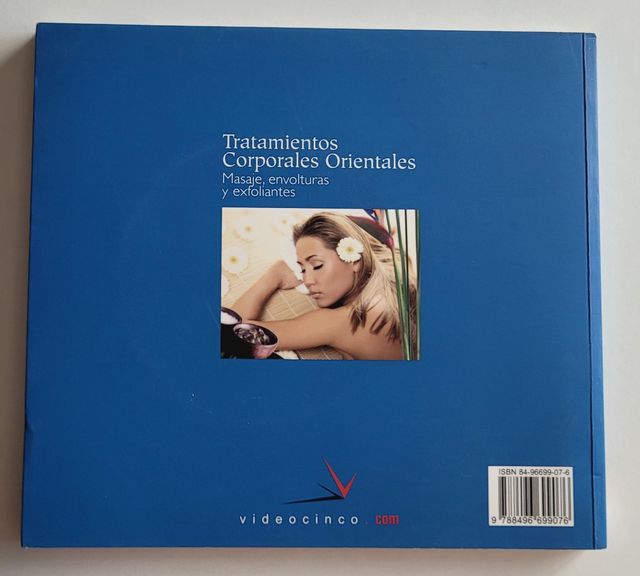 Tratamientos
Corporales Orientales
Masaje, envolturas
y exfoliantes
videocinco.com
ISBN 84-96699-07-6
9 788496 699076